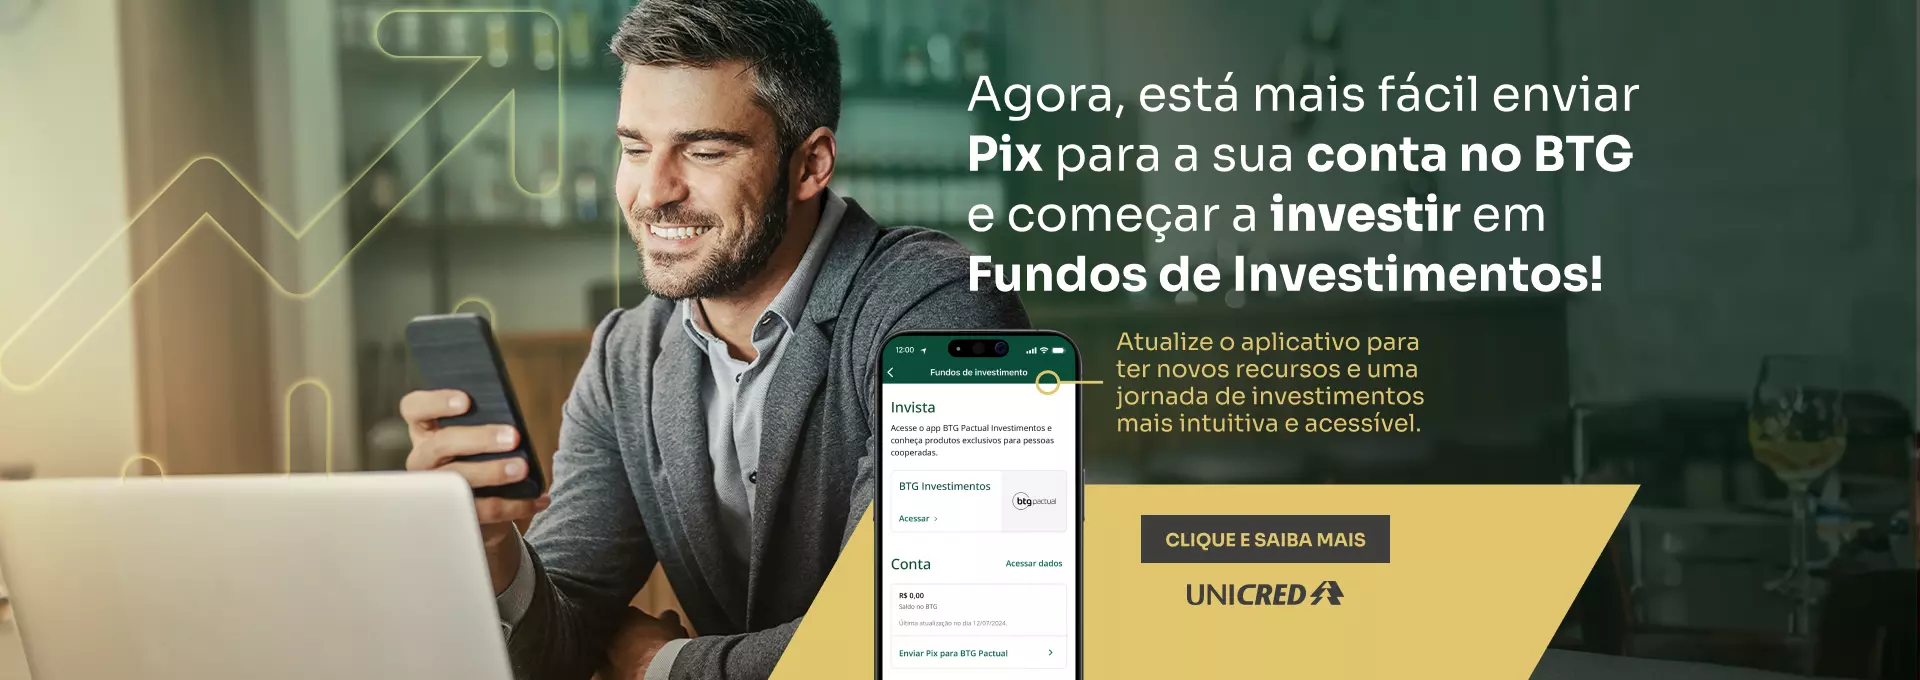 Agora, está mais fácil enviar
Pix para a sua conta no BTG
e começar a investir em
Fundos de Investimentos!
Atualize o aplicativo para
ter novos recursos e uma
jornada de investimentos
mais intuitiva e acessível.
12:00
Fundos de investimento
Invista
Acesse o app BTG Pactual Investimentos e
conheça produtos exclusivos para pessoas
cooperadas.
BTG Investimentos
btgpactual
Acessar >
Conta
Acessar dados
R$ 0,00
Saldo no BTG
Última atualização no dia 12/07/2024.
Enviar Pix para BTG Pactual >
CLIQUE E SAIBA MAIS
UNICRED